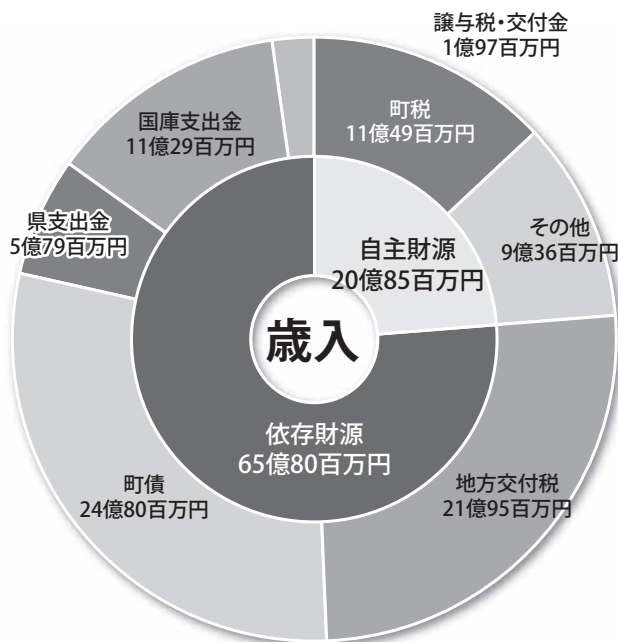 譲与税・交付金
1億97百万円
町税
11億49百万円
国庫支出金
11億29百万円
県支出金
5億79百万円
その他
9億36百万円
自主財源
20億85百万円
歳入
依存財源
65億80百万円
町債
24億80百万円
地方交付税
21億95百万円